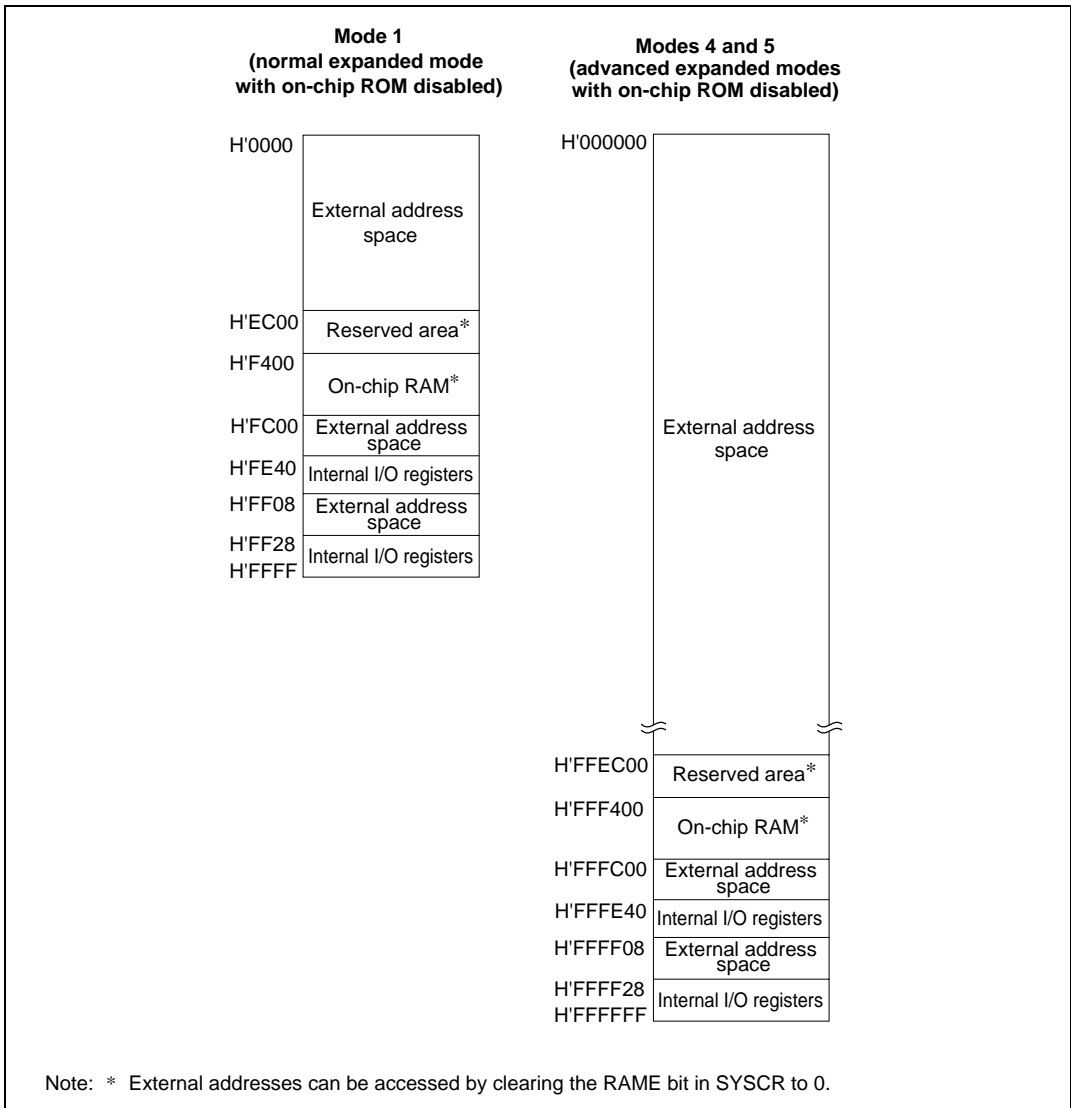 Mode 1
(normal expanded mode
with on-chip ROM disabled)
H'0000
External address
space
H'EC00
Reserved area*
H'F400
On-chip RAM*
H'FC00
External address
space
H'FE40
Internal I/O registers
H'FF08
External address
space
H'FF28
Internal I/O registers
H'FFFF
Modes 4 and 5
(advanced expanded modes
with on-chip ROM disabled)
H'000000
External address
space
H'FFEC00
Reserved area*
H'FFF400
On-chip RAM*
H'FFFC00
External address
space
H'FFFE40
Internal I/O registers
H'FFFF08
External address
space
H'FFFF28
Internal I/O registers
H'FFFFFF
Note: * External addresses can be accessed by clearing the RAME bit in SYSCR to 0.